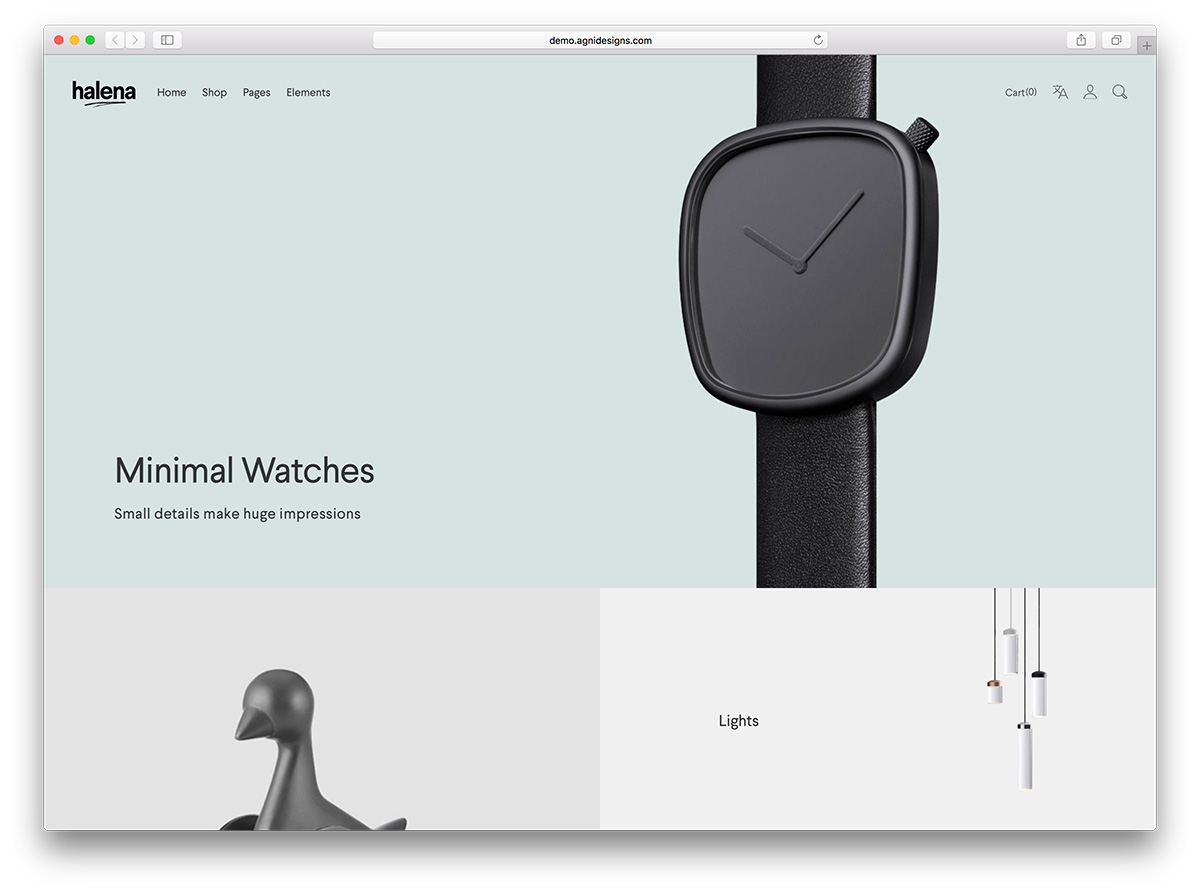 demo.agnidesigns.com
halena Home Shop Pages Elements Cart(0)
Minimal Watches
Small details make huge impressions
Lights